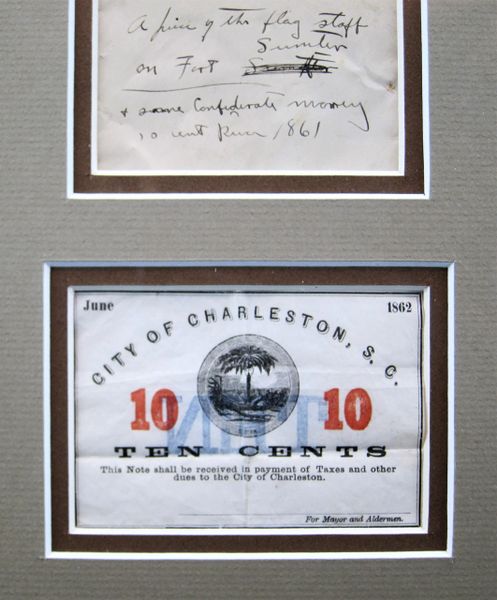 A piece of the flag staff
Sumter
on Fort
& some Confederate money
10 cent 1861
June 1862
CITY OF CHARLESTON, S. C.
10 10
TEN CENTS
This Note shall be received in payment of Taxes and other
dues to the City of Charleston.
For Mayor and Aldermen.